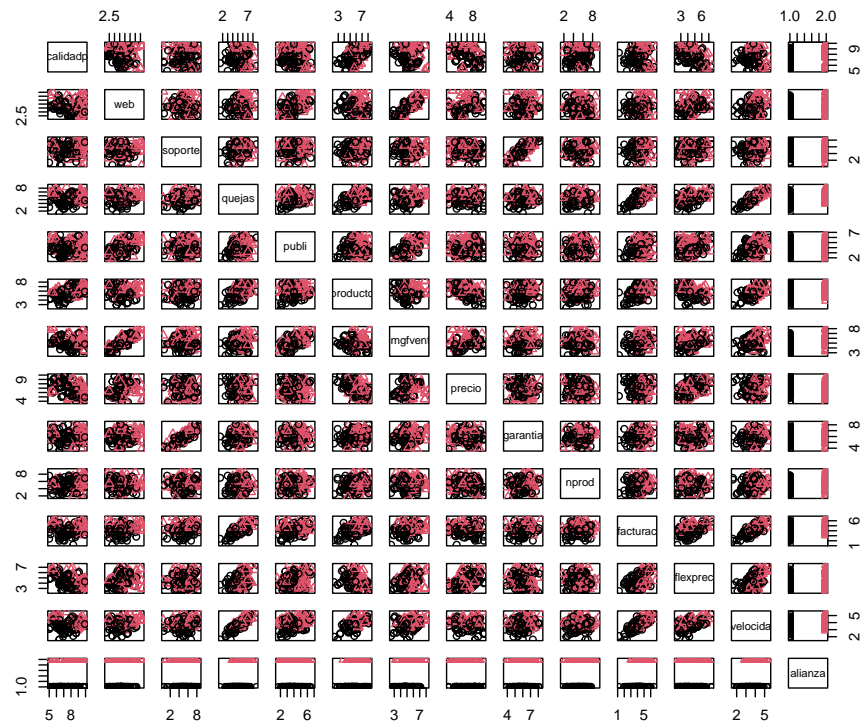 2.5 2 7 3 7 4 8 2 8 3 6 1.0 2.0
calidadp 5 9
2.5 web
soporte 2
2 8 quejas
publi 2 7
3 8 producto
mgfvent 3 8
4 9 precio
garantia 4 8
2 8 nprod
facturac 1 6
3 7 flexprec
velocida 2 5
1.0 alianza
5 8 2 8 2 6 3 7 4 7 1 5 2 5